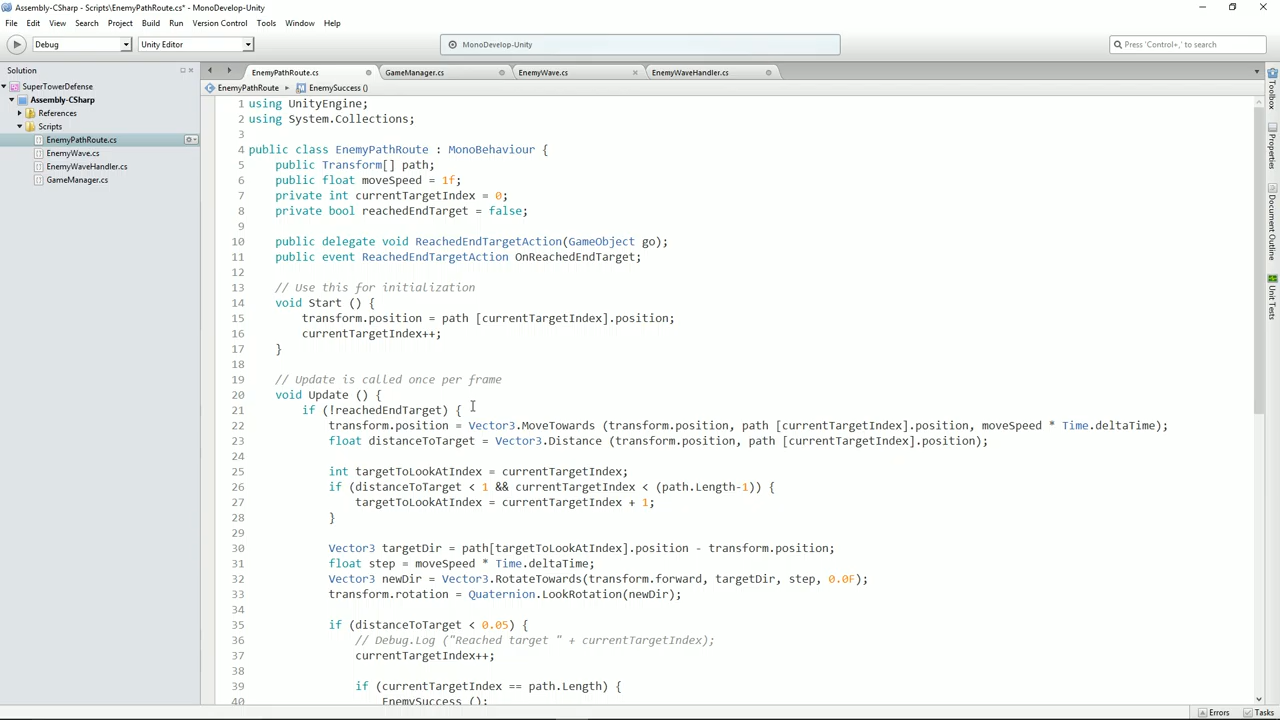 Assembly-CSharp - Scripts\EnemyPathRoute.cs* - MonoDevelop-Unity
File Edit View Search Project Build Run Version Control Tools Window Help
Debug Unity Editor MonoDevelop-Unity Press 'Control+,' to search
Solution
EnemyPathRoute.cs GameManager.cs EnemyWave.cs EnemyWaveHandler.cs
EnemyPathRoute EnemySuccess ()
SuperTowerDefense
Assembly-CSharp
References
Scripts
EnemyPathRoute.cs
EnemyWave.cs
EnemyWaveHandler.cs
GameManager.cs
1 using UnityEngine;
2 using System.Collections;
3
4 public class EnemyPathRoute : MonoBehaviour {
5 public Transform[] path;
6 public float moveSpeed = 1f;
7 private int currentTargetIndex = 0;
8 private bool reachedEndTarget = false;
9
10 public delegate void ReachedEndTargetAction(GameObject go);
11 public event ReachedEndTargetAction OnReachedEndTarget;
12
13 // Use this for initialization
14 void Start () {
15 transform.position = path [currentTargetIndex].position;
16 currentTargetIndex++;
17 }
18
19 // Update is called once per frame
20 void Update () {
21 if (!reachedEndTarget) {
22 transform.position = Vector3.MoveTowards (transform.position, path [currentTargetIndex].position, moveSpeed * Time.deltaTime);
23 float distanceToTarget = Vector3.Distance (transform.position, path [currentTargetIndex].position);
24
25 int targetToLookAtIndex = currentTargetIndex;
26 if (distanceToTarget < 1 && currentTargetIndex < (path.Length-1)) {
27 targetToLookAtIndex = currentTargetIndex + 1;
28 }
29
30 Vector3 targetDir = path[targetToLookAtIndex].position - transform.position;
31 float step = moveSpeed * Time.deltaTime;
32 Vector3 newDir = Vector3.RotateTowards(transform.forward, targetDir, step, 0.0F);
33 transform.rotation = Quaternion.LookRotation(newDir);
34
35 if (distanceToTarget < 0.05) {
36 // Debug.Log ("Reached target " + currentTargetIndex);
37 currentTargetIndex++;
38
39 if (currentTargetIndex == path.Length) {
40 EnemySuccess ();
Toolbox
Properties
Document Outline
Unit Tests
Errors Tasks